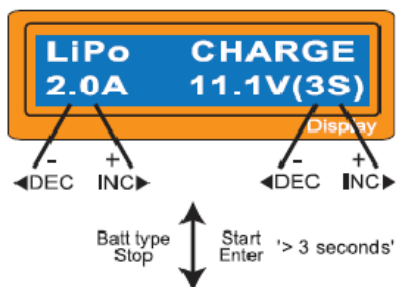 LiPo CHARGE
2.0A 11.1V(3S)
Display
- + - +
◀DEC INC▶ ◀DEC INC▶
Batt type Start
Stop Enter '> 3 seconds'